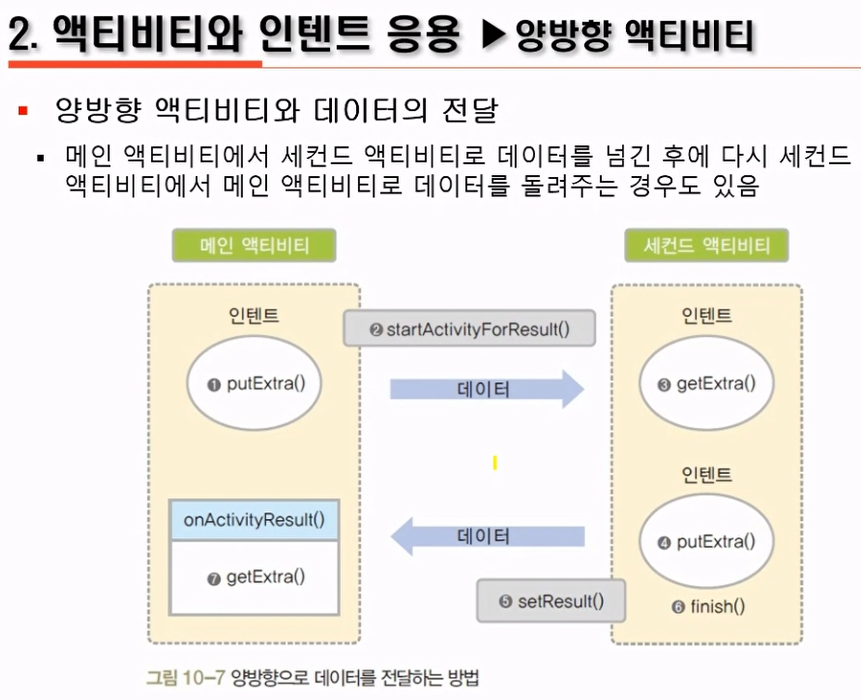 2. 액티비티와 인텐트 응용 ▶양방향 액티비티
▪ 양방향 액티비티와 데이터의 전달
▪ 메인 액티비티에서 세컨드 액티비티로 데이터를 넘긴 후에 다시 세컨드
액티비티에서 메인 액티비티로 데이터를 돌려주는 경우도 있음
메인 액티비티
세컨드 액티비티
인텐트
❷startActivityForResult()
인텐트
❶ putExtra()
데이터
❸ getExtra()
인텐트
onActivityResult()
데이터
❹ putExtra()
❼ getExtra()
❺ setResult()
❻ finish()
그림 10-7 양방향으로 데이터를 전달하는 방법